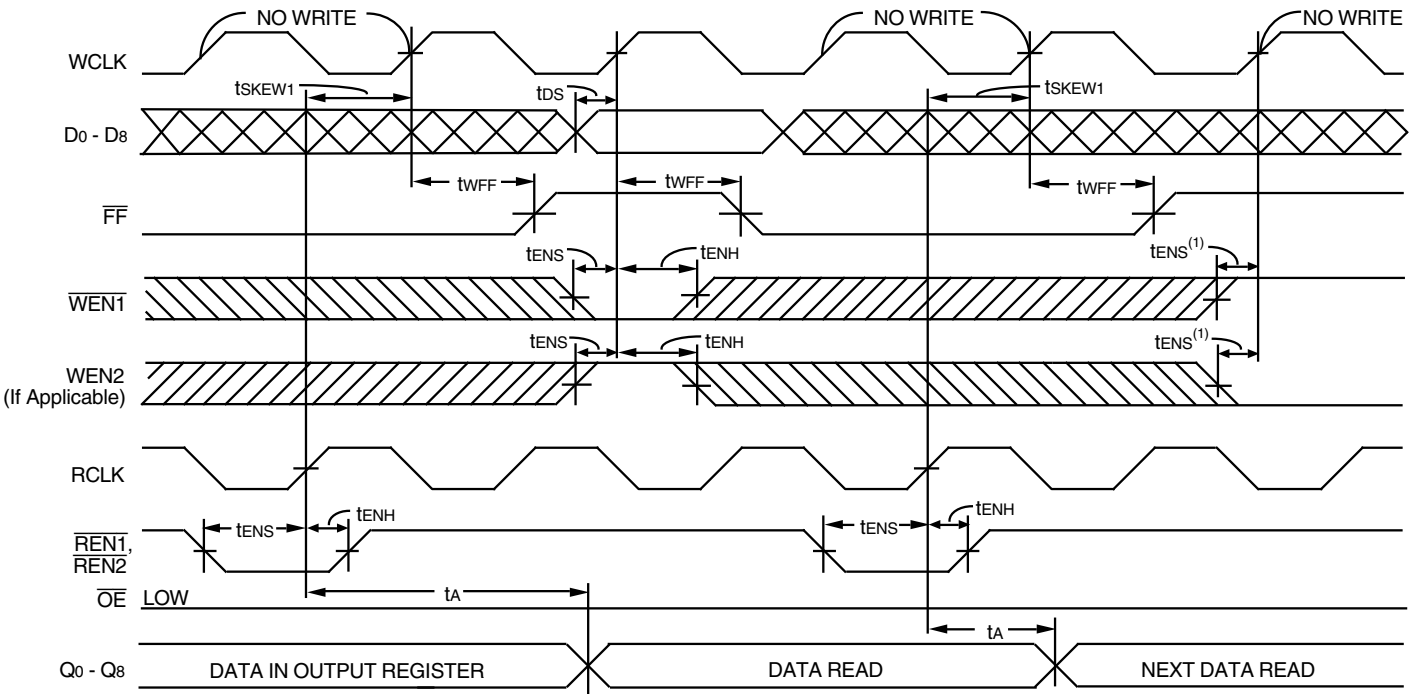 NO WRITE NO WRITE NO WRITE
WCLK
tSKEW1 tDS tSKEW1
D0 - D8
tWFF tWFF tWFF
FF
tENS tENH tENS(1)
WEN1
tENS tENH tENS(1)
WEN2
(If Applicable)
RCLK
tENS tENH tENS tENH
REN1,
REN2
tA
OE LOW
tA
Q0 - Q8 DATA IN OUTPUT REGISTER DATA READ NEXT DATA READ